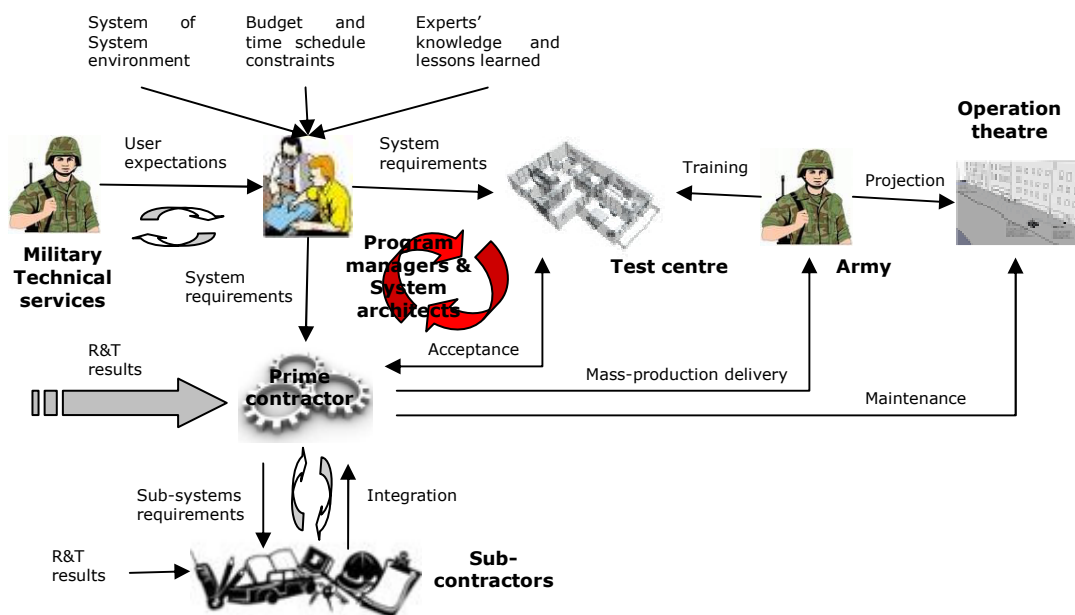 System of
System
environment
Budget and
time schedule
constraints
Experts’
knowledge and
lessons learned
Operation
theatre
User
expectations
System
requirements
Training
Projection
Military
Technical
services
System
requirements
Program
managers &
System
architects
Test centre
Army
R&T
results
Acceptance
Prime
contractor
Mass-production delivery
Maintenance
Sub-systems
requirements
Integration
R&T
results
Sub-
contractors